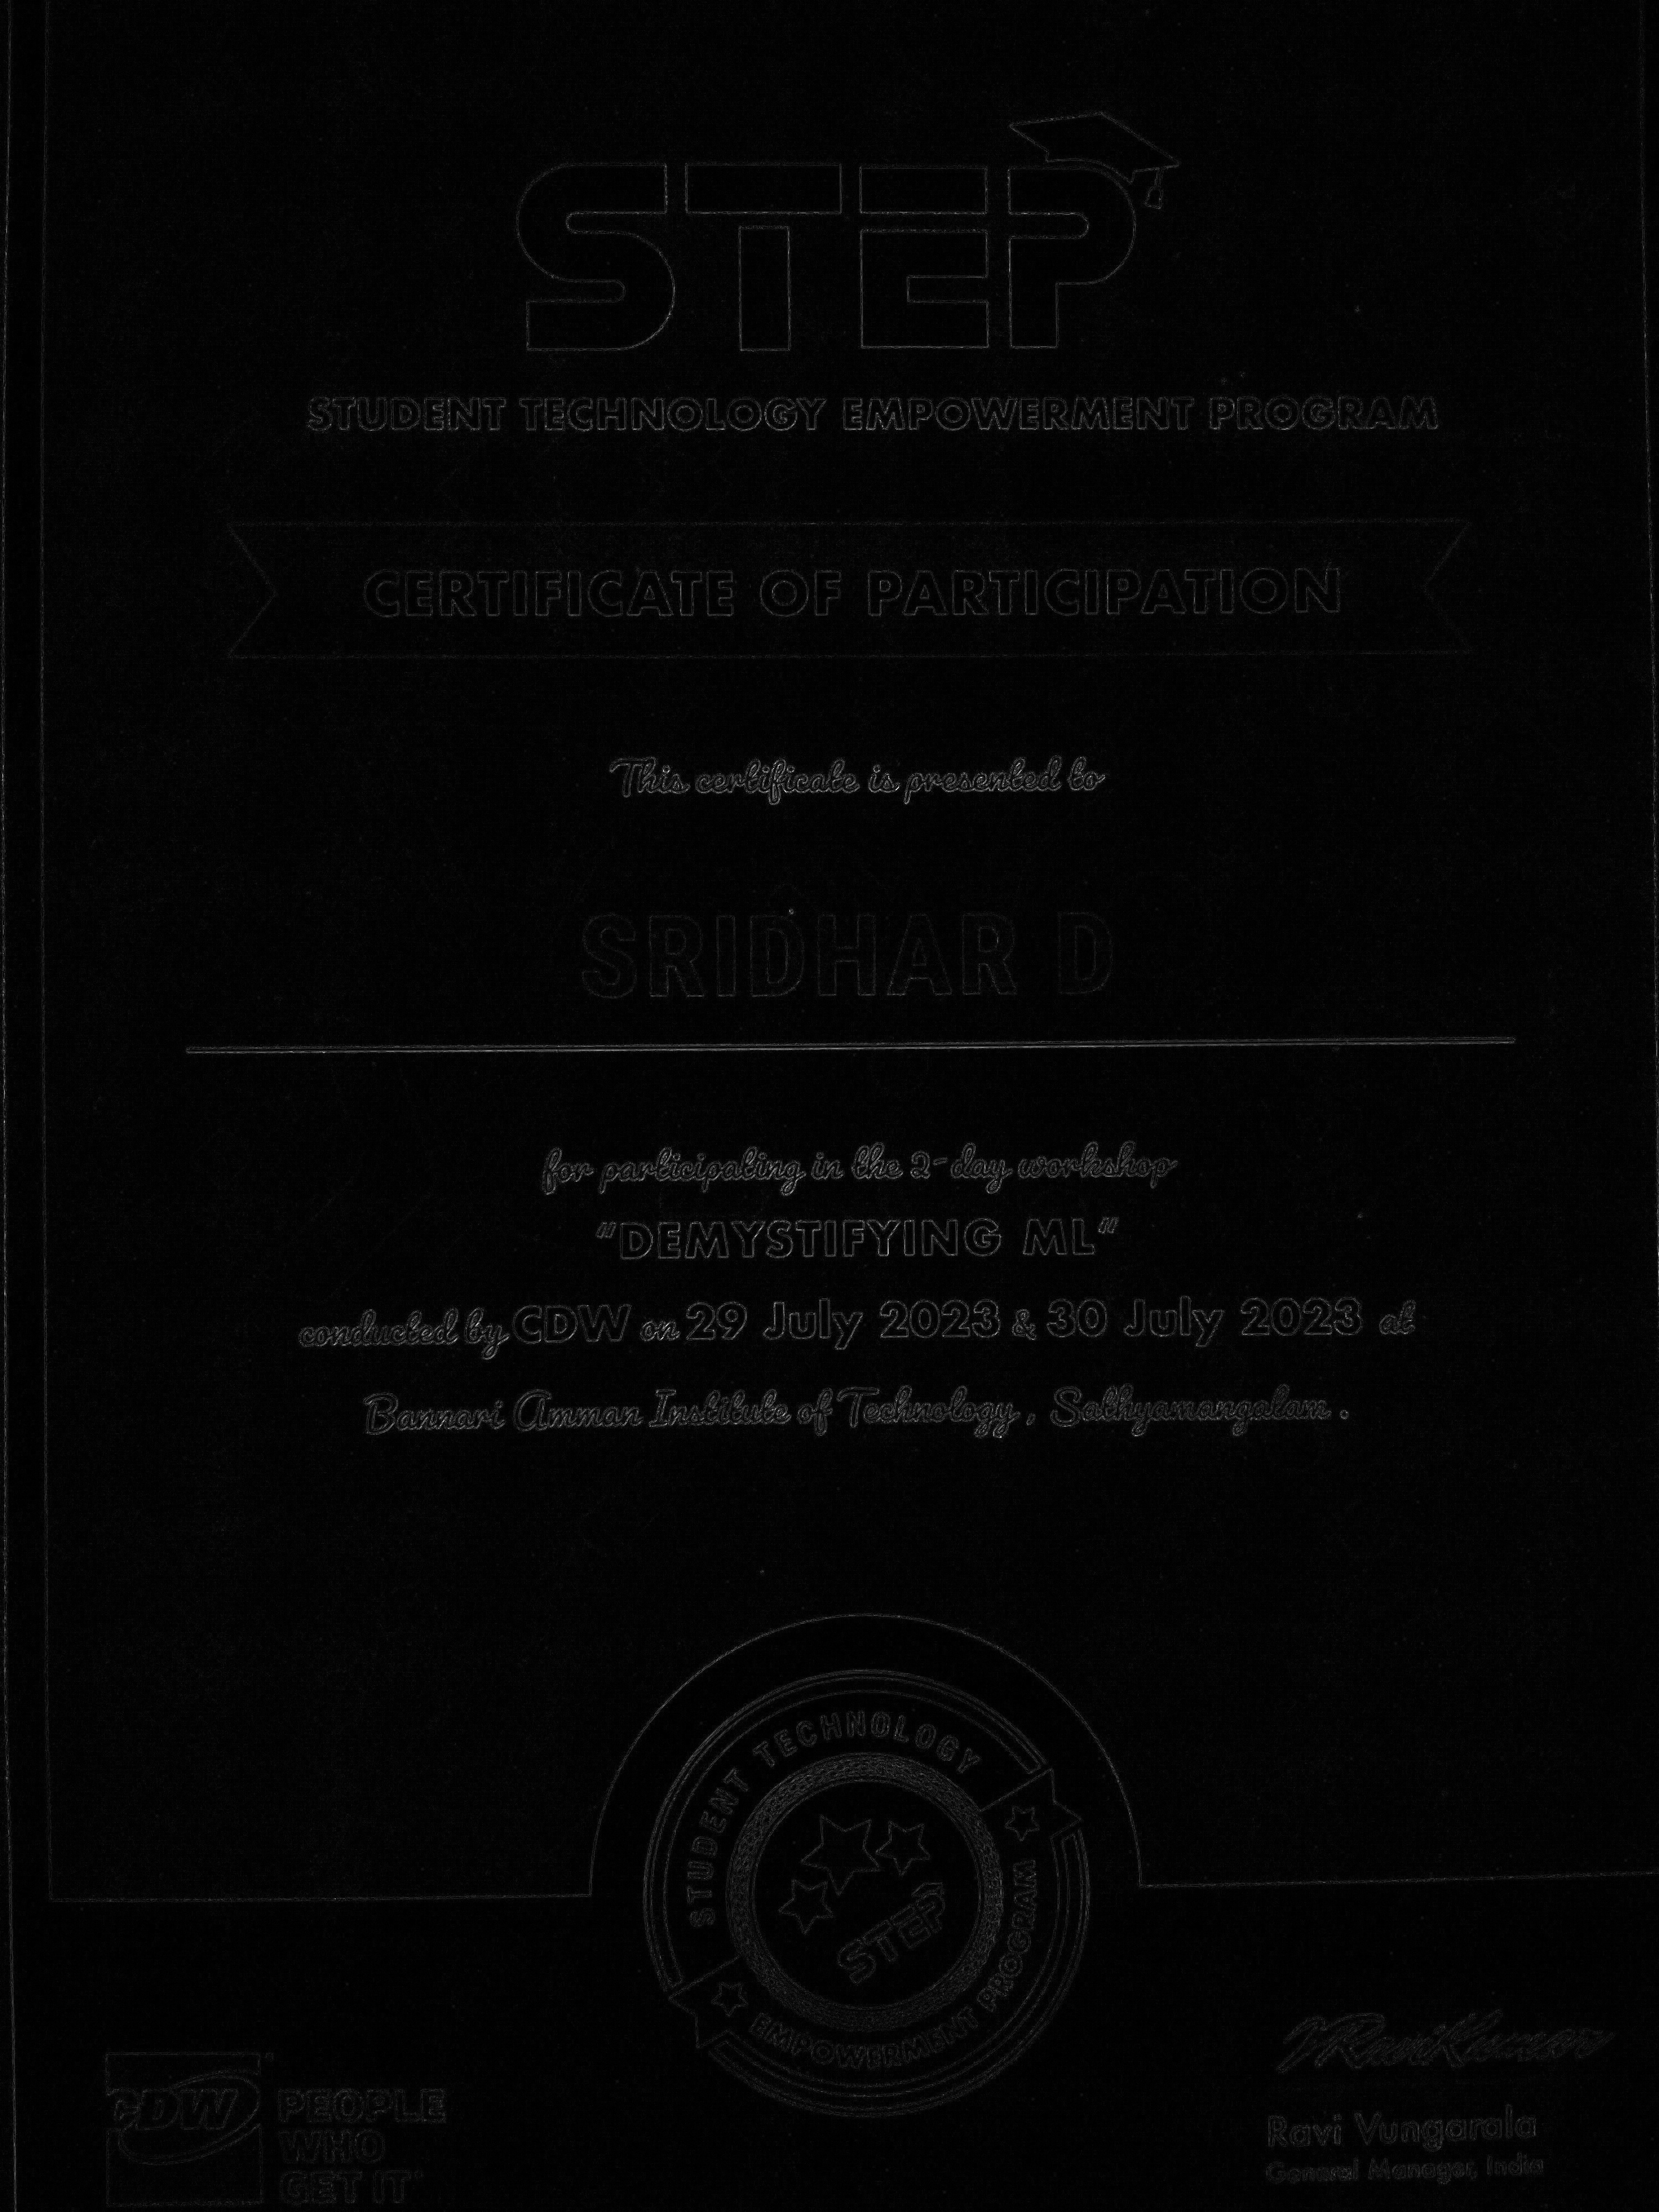 STEP
STUDENT TECHNOLOGY EMPOWERMENT PROGRAM
CERTIFICATE OF PARTICIPATION
This certificate is presented to
SRIDHAR D
for participating in the 2-day workshop
"DEMYSTIFYING ML"
conducted by CDW on 29 July 2023 & 30 July 2023 at
Bannari Amman Institute of Technology, Sathyamangalam.
STUDENT TECHNOLOGY
STEP
EMPOWERMENT PROGRAM
CDW
PEOPLE
WHO
GET IT
VRaviKumar
Ravi Vungarala
General Manager, India